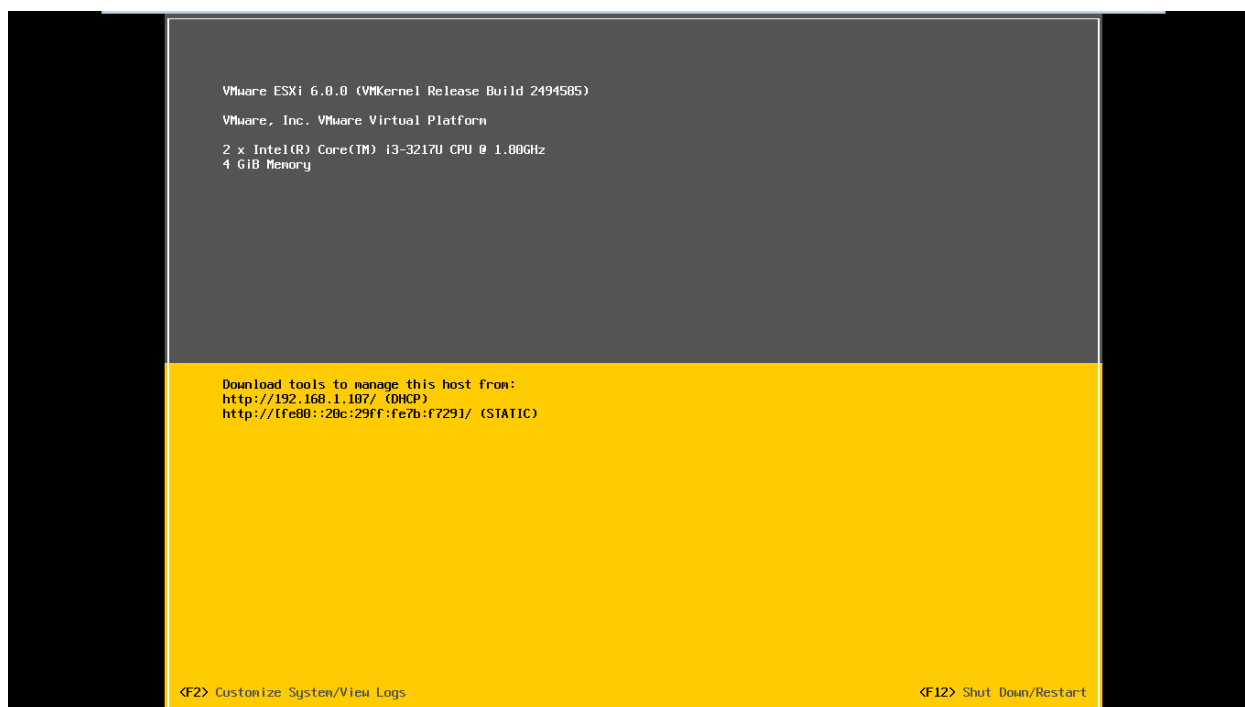 VMware ESXi 6.0.0 (VMKernel Release Build 2494585)
VMware, Inc. VMware Virtual Platform
2 x Intel(R) Core(TM) i3-3217U CPU @ 1.80GHz
4 GiB Memory
Download tools to manage this host from:
http://192.168.1.107/ (DHCP)
http://[fe80::20c:29ff:fe7b:f729]/ (STATIC)
<F2> Customize System/View Logs
<F12> Shut Down/Restart